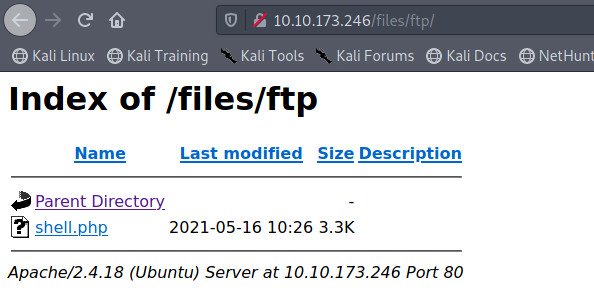 10.10.173.246/files/ftp/
Kali Linux Kali Training Kali Tools Kali Forums Kali Docs NetHunt
Index of /files/ftp
Name Last modified Size Description
Parent Directory -
shell.php 2021-05-16 10:26 3.3K
Apache/2.4.18 (Ubuntu) Server at 10.10.173.246 Port 80